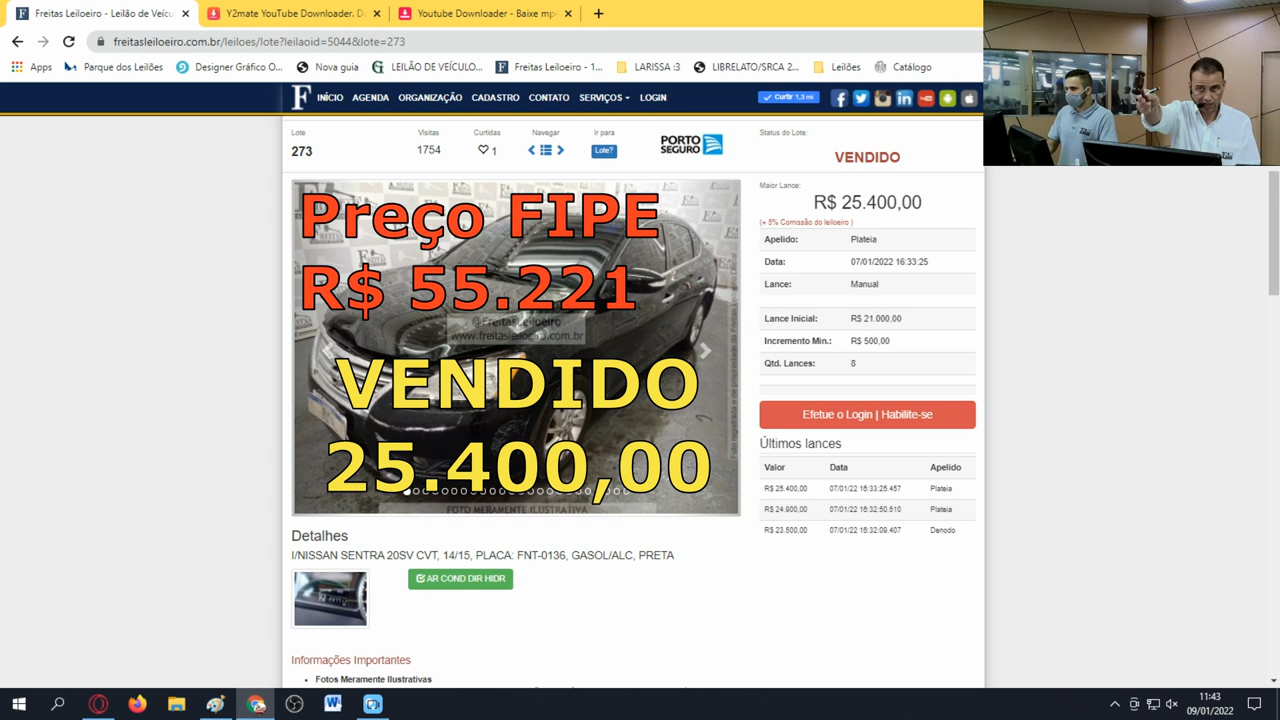 Freitas Leiloeiro - Leilão de Veícu
Y2mate YouTube Downloader. D
Youtube Downloader - Baixe mp
freitasleiloeiro.com.br/leiloes/lote?leilaoid=5044&lote=273
Apps
Parque dos Leilões
Designer Gráfico O...
Nova guia
LEILÃO DE VEÍCULO...
Freitas Leiloeiro - 1...
LARISSA :3
LIBRELATO/SRCA 2...
Leilões
Catálogo
F INÍCIO AGENDA ORGANIZAÇÃO CADASTRO CONTATO SERVIÇOS LOGIN
Curtir 1,3 mi
Lote Visitas Curtidas Navegar Ir para
273 1754 1 Lote?
PORTO SEGURO
Status do Lote:
VENDIDO
Preço FIPE
R$ 55.221
@FreitasLeiloeiro
www.freitasleiloeiro.com.br
VENDIDO
25.400,00
FOTO MERAMENTE ILUSTRATIVA
Maior Lance:
R$ 25.400,00
(+ 5% Comissão do leiloeiro )
Apelido: Plateia
Data: 07/01/2022 16:33:25
Lance: Manual
Lance Inicial: R$ 21.000,00
Incremento Min.: R$ 500,00
Qtd. Lances: 8
Efetue o Login | Habilite-se
Últimos lances
Valor Data Apelido
R$ 25.400,00 07/01/22 16:33:25.457 Plateia
R$ 24.900,00 07/01/22 16:32:50.510 Plateia
R$ 23.500,00 07/01/22 16:32:09.407 Denodo
Detalhes
I/NISSAN SENTRA 20SV CVT, 14/15, PLACA: FNT-0136, GASOL/ALC, PRETA
AR COND DIR HIDR
Informações Importantes
Fotos Meramente Ilustrativas
11:43
09/01/2022